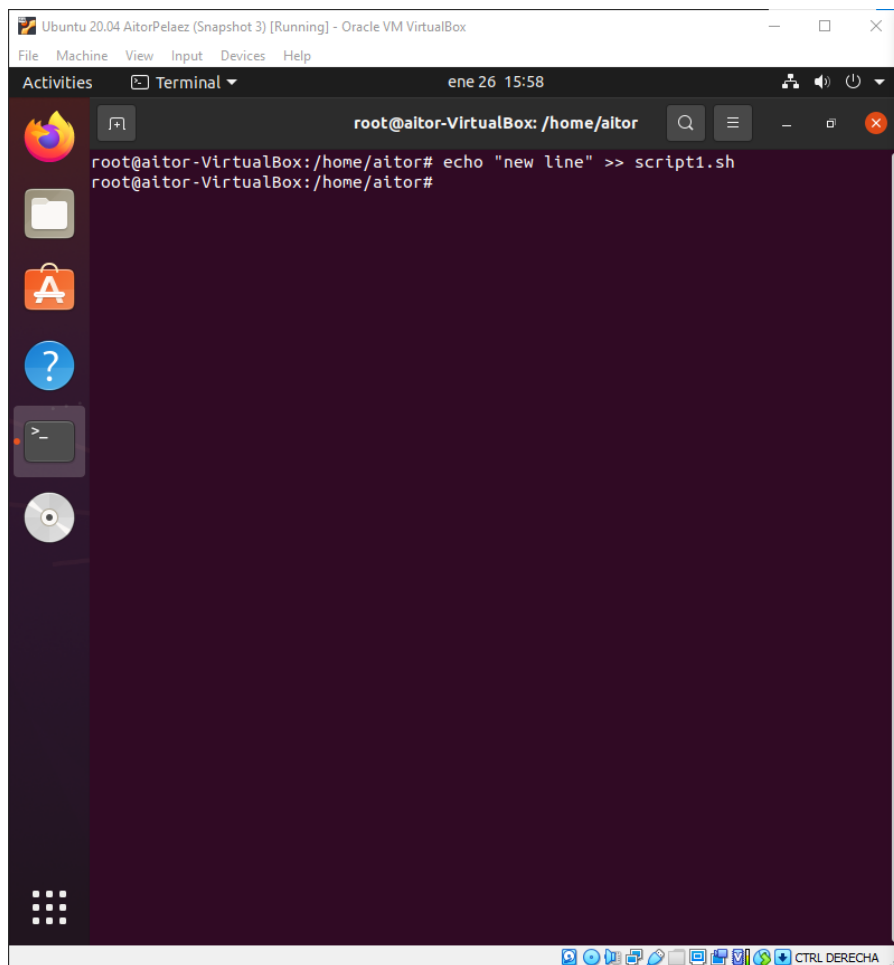 Ubuntu 20.04 AitorPelaez (Snapshot 3) [Running] - Oracle VM VirtualBox
File Machine View Input Devices Help
Activities Terminal ene 26 15:58
root@aitor-VirtualBox: /home/aitor
root@aitor-VirtualBox:/home/aitor# echo "new line" >> script1.sh
root@aitor-VirtualBox:/home/aitor#
CTRL DERECHA